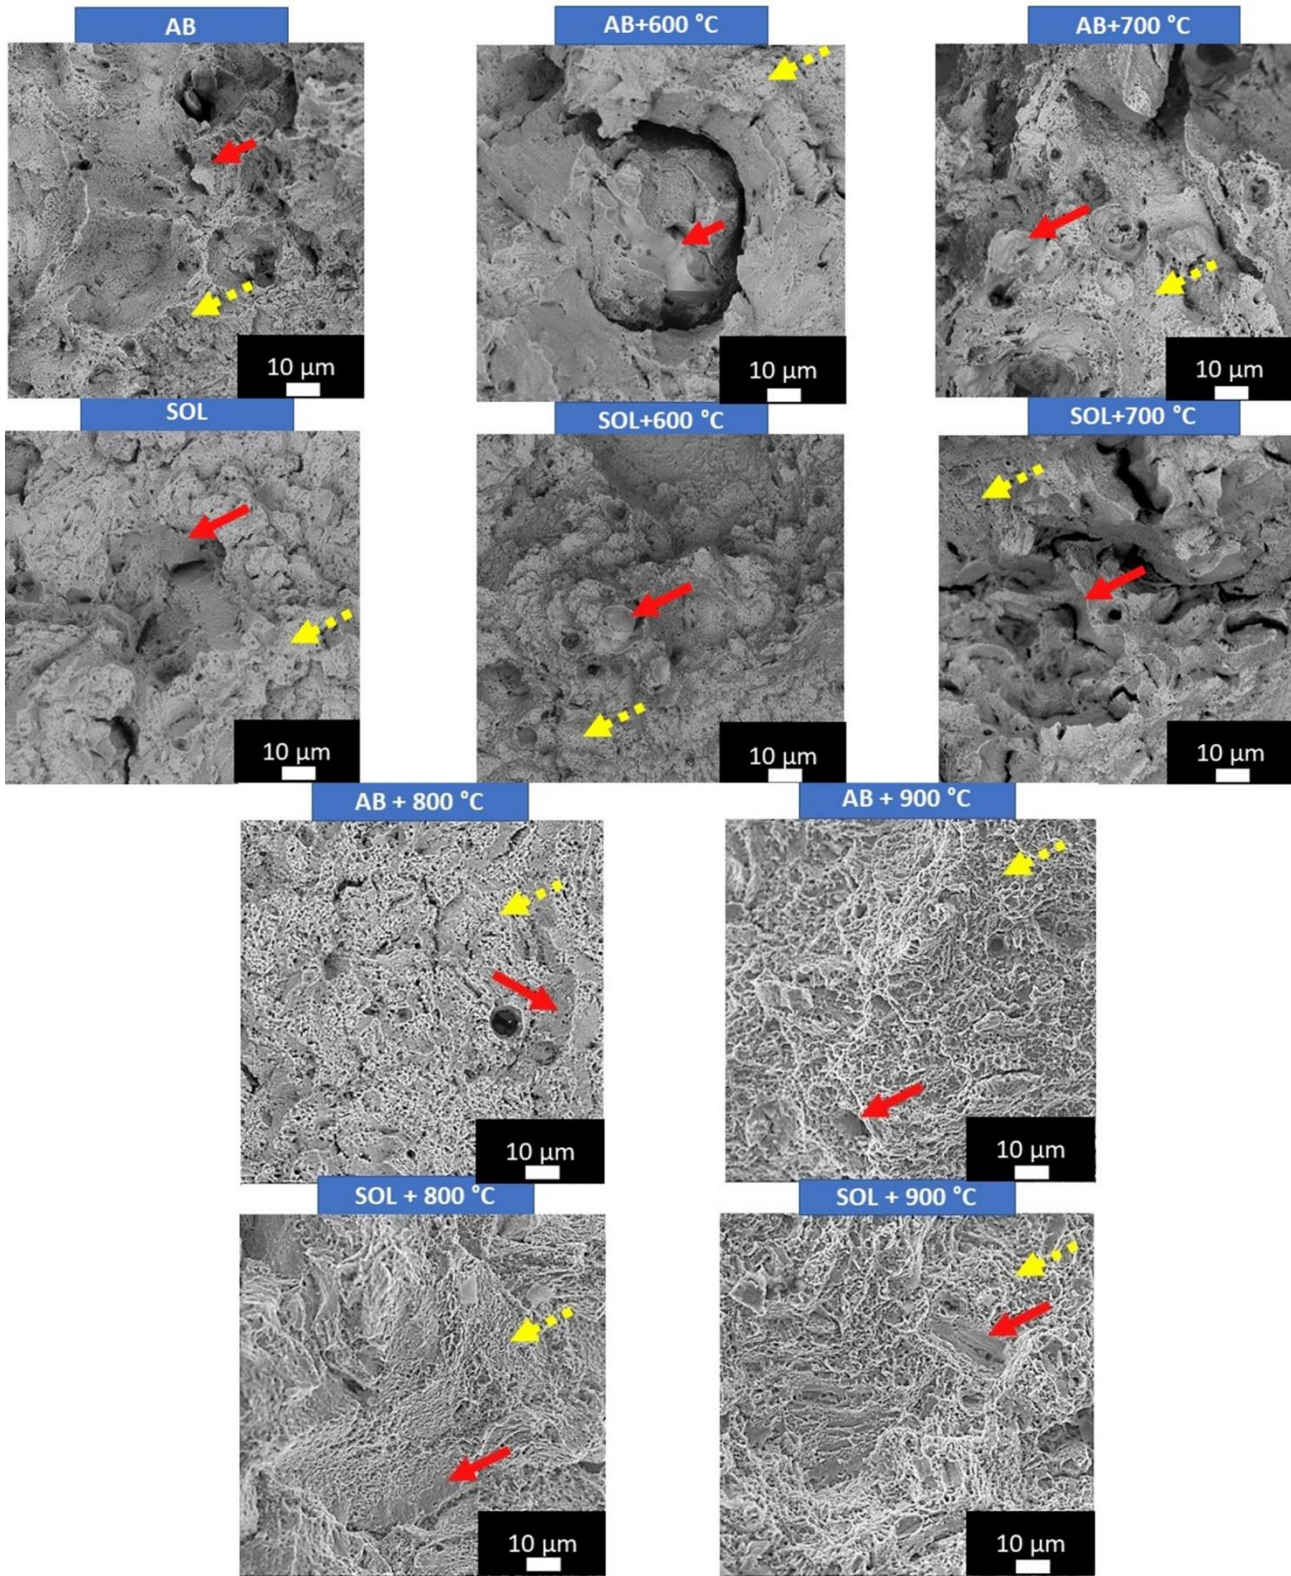 AB
AB+600 °C
AB+700 °C
10 µm
10 µm
10 µm
SOL
SOL+600 °C
SOL+700 °C
10 µm
10 µm
10 µm
AB + 800 °C
AB + 900 °C
10 µm
10 µm
SOL + 800 °C
SOL + 900 °C
10 µm
10 µm